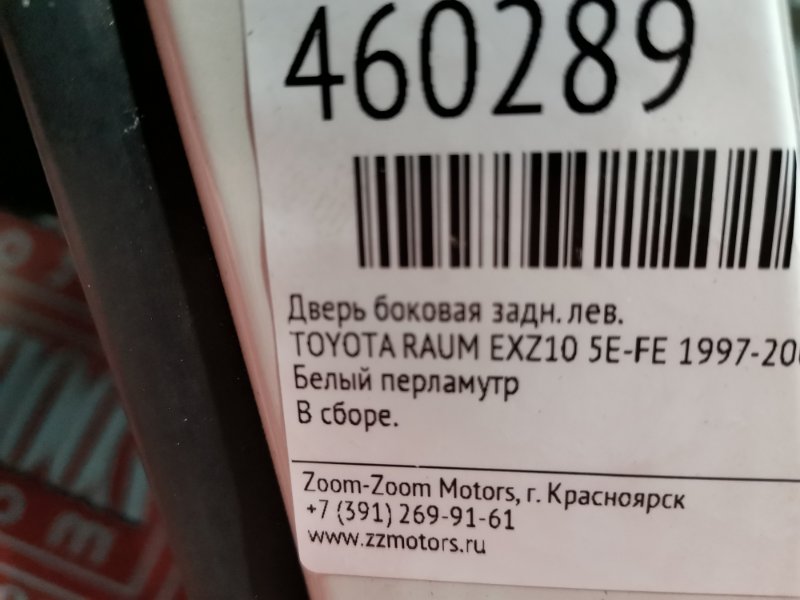 460289
Дверь боковая задн. лев.
TOYOTA RAUM EXZ10 5E-FE 1997-20
Белый перламутр
В сборе.
Zoom-Zoom Motors, г. Красноярск
+7 (391) 269-91-61
www.zzmotors.ru